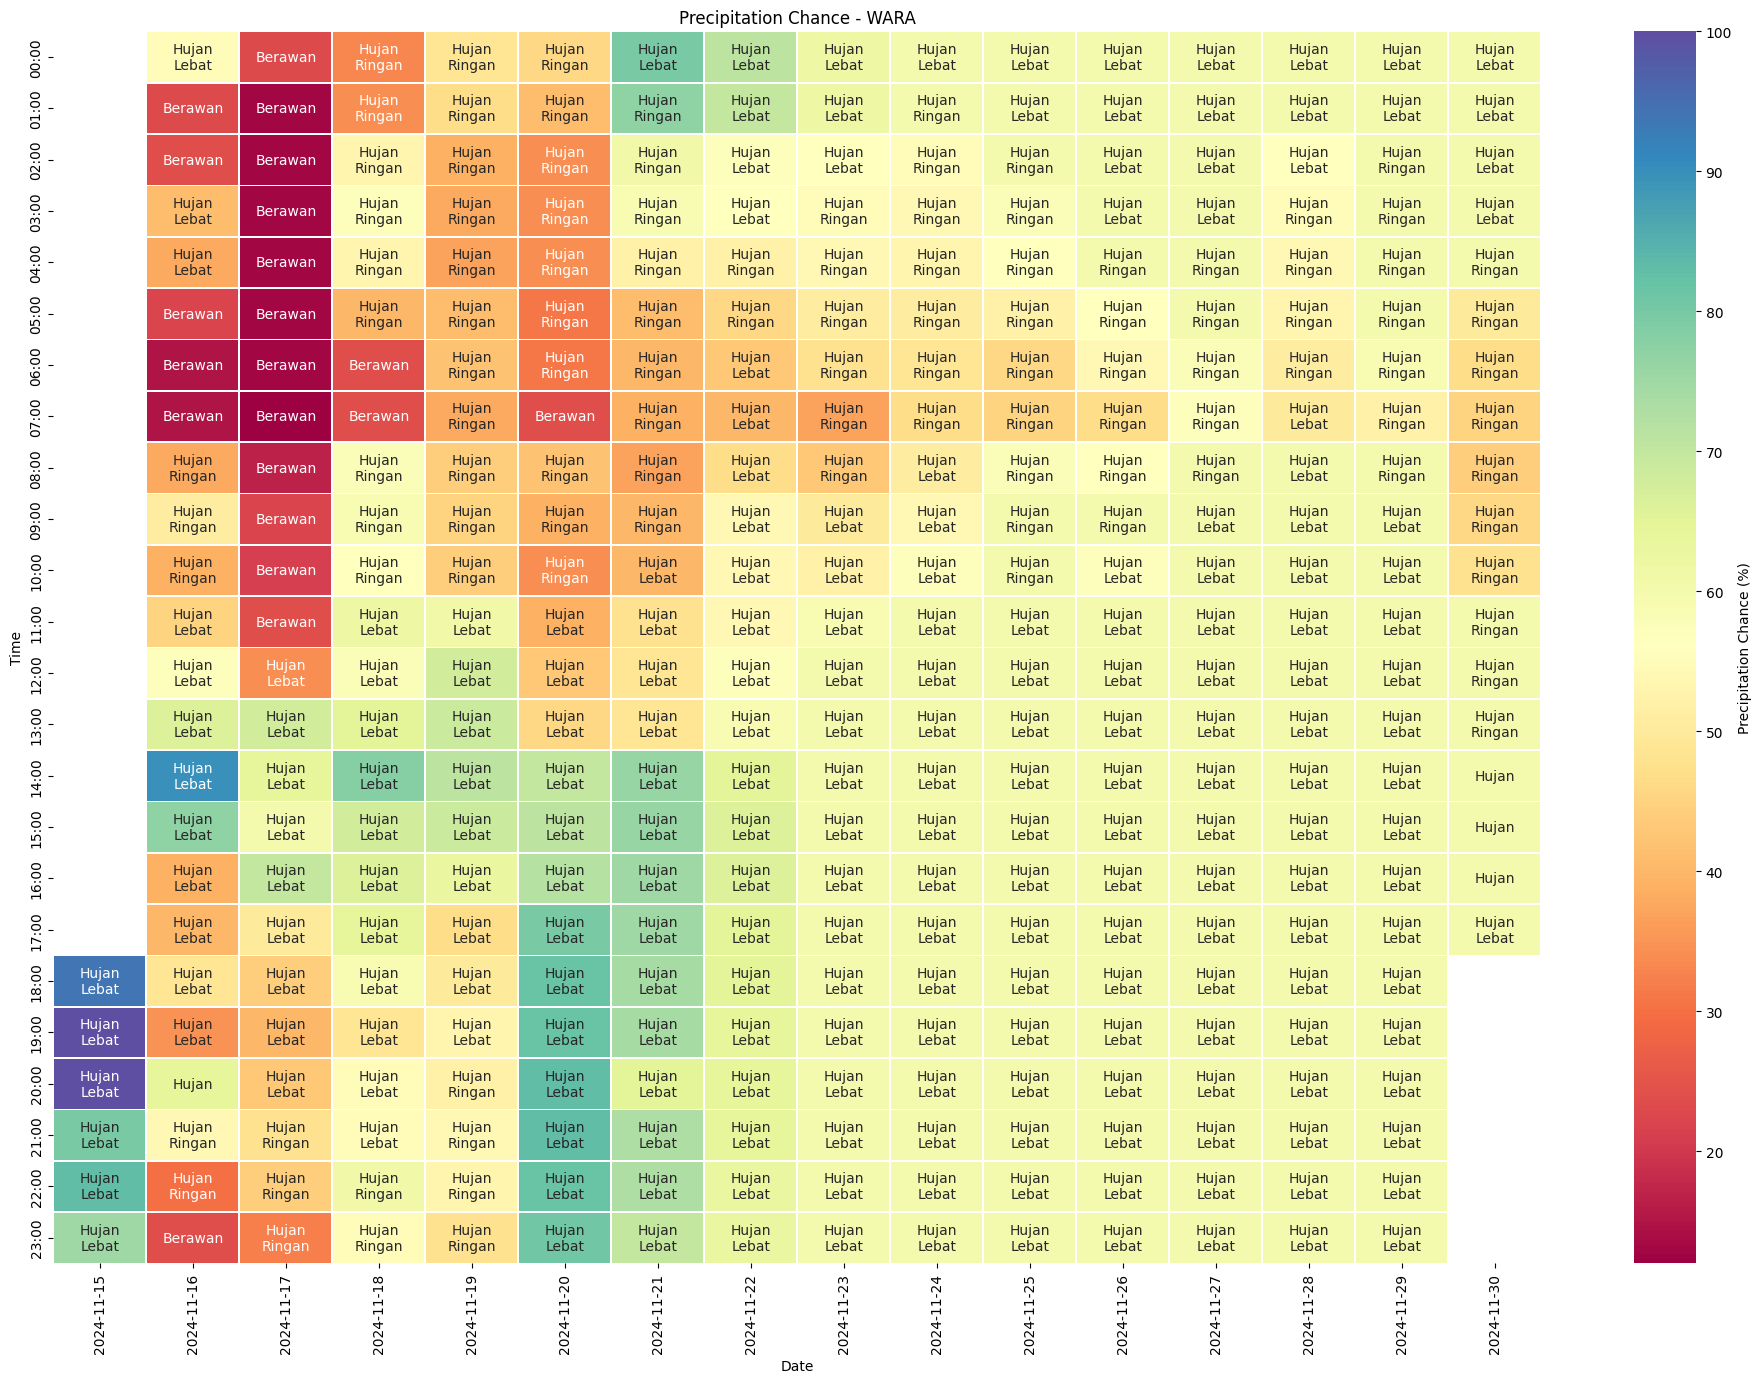 Precipitation Chance - WARA
00:00 Hujan Lebat Berawan Hujan Ringan Hujan Ringan Hujan Ringan Hujan Lebat Hujan Lebat Hujan Lebat Hujan Lebat Hujan Lebat Hujan Lebat Hujan Lebat Hujan Lebat Hujan Lebat Hujan Lebat
01:00 Berawan Berawan Hujan Ringan Hujan Ringan Hujan Ringan Hujan Ringan Hujan Lebat Hujan Lebat Hujan Ringan Hujan Lebat Hujan Lebat Hujan Lebat Hujan Lebat Hujan Lebat Hujan Lebat
02:00 Berawan Berawan Hujan Ringan Hujan Ringan Hujan Ringan Hujan Ringan Hujan Lebat Hujan Lebat Hujan Ringan Hujan Ringan Hujan Lebat Hujan Lebat Hujan Lebat Hujan Ringan Hujan Lebat
03:00 Hujan Lebat Berawan Hujan Ringan Hujan Ringan Hujan Ringan Hujan Ringan Hujan Lebat Hujan Ringan Hujan Ringan Hujan Ringan Hujan Lebat Hujan Lebat Hujan Ringan Hujan Ringan Hujan Lebat
04:00 Hujan Lebat Berawan Hujan Ringan Hujan Ringan Hujan Ringan Hujan Ringan Hujan Ringan Hujan Ringan Hujan Ringan Hujan Ringan Hujan Ringan Hujan Ringan Hujan Ringan Hujan Ringan Hujan Ringan
05:00 Berawan Berawan Hujan Ringan Hujan Ringan Hujan Ringan Hujan Ringan Hujan Ringan Hujan Ringan Hujan Ringan Hujan Ringan Hujan Ringan Hujan Ringan Hujan Ringan Hujan Ringan Hujan Ringan
06:00 Berawan Berawan Berawan Hujan Ringan Hujan Ringan Hujan Ringan Hujan Lebat Hujan Ringan Hujan Ringan Hujan Ringan Hujan Ringan Hujan Ringan Hujan Ringan Hujan Ringan Hujan Ringan
07:00 Berawan Berawan Berawan Hujan Ringan Berawan Hujan Ringan Hujan Lebat Hujan Ringan Hujan Ringan Hujan Ringan Hujan Ringan Hujan Ringan Hujan Lebat Hujan Ringan Hujan Ringan
08:00 Hujan Ringan Berawan Hujan Ringan Hujan Ringan Hujan Ringan Hujan Ringan Hujan Lebat Hujan Ringan Hujan Lebat Hujan Ringan Hujan Ringan Hujan Ringan Hujan Lebat Hujan Ringan Hujan Ringan
09:00 Hujan Ringan Berawan Hujan Ringan Hujan Ringan Hujan Ringan Hujan Ringan Hujan Lebat Hujan Lebat Hujan Lebat Hujan Ringan Hujan Ringan Hujan Lebat Hujan Lebat Hujan Lebat Hujan Ringan
10:00 Hujan Ringan Berawan Hujan Ringan Hujan Ringan Hujan Ringan Hujan Lebat Hujan Lebat Hujan Lebat Hujan Lebat Hujan Ringan Hujan Lebat Hujan Lebat Hujan Lebat Hujan Lebat Hujan Ringan
11:00 Hujan Lebat Berawan Hujan Lebat Hujan Lebat Hujan Lebat Hujan Lebat Hujan Lebat Hujan Lebat Hujan Lebat Hujan Lebat Hujan Lebat Hujan Lebat Hujan Lebat Hujan Lebat Hujan Ringan
12:00 Hujan Lebat Hujan Lebat Hujan Lebat Hujan Lebat Hujan Lebat Hujan Lebat Hujan Lebat Hujan Lebat Hujan Lebat Hujan Lebat Hujan Lebat Hujan Lebat Hujan Lebat Hujan Lebat Hujan Ringan
13:00 Hujan Lebat Hujan Lebat Hujan Lebat Hujan Lebat Hujan Lebat Hujan Lebat Hujan Lebat Hujan Lebat Hujan Lebat Hujan Lebat Hujan Lebat Hujan Lebat Hujan Lebat Hujan Lebat Hujan Ringan
14:00 Hujan Lebat Hujan Lebat Hujan Lebat Hujan Lebat Hujan Lebat Hujan Lebat Hujan Lebat Hujan Lebat Hujan Lebat Hujan Lebat Hujan Lebat Hujan Lebat Hujan Lebat Hujan Lebat Hujan
15:00 Hujan Lebat Hujan Lebat Hujan Lebat Hujan Lebat Hujan Lebat Hujan Lebat Hujan Lebat Hujan Lebat Hujan Lebat Hujan Lebat Hujan Lebat Hujan Lebat Hujan Lebat Hujan Lebat Hujan
16:00 Hujan Lebat Hujan Lebat Hujan Lebat Hujan Lebat Hujan Lebat Hujan Lebat Hujan Lebat Hujan Lebat Hujan Lebat Hujan Lebat Hujan Lebat Hujan Lebat Hujan Lebat Hujan Lebat Hujan
17:00 Hujan Lebat Hujan Lebat Hujan Lebat Hujan Lebat Hujan Lebat Hujan Lebat Hujan Lebat Hujan Lebat Hujan Lebat Hujan Lebat Hujan Lebat Hujan Lebat Hujan Lebat Hujan Lebat Hujan Lebat
18:00 Hujan Lebat Hujan Lebat Hujan Lebat Hujan Lebat Hujan Lebat Hujan Lebat Hujan Lebat Hujan Lebat Hujan Lebat Hujan Lebat Hujan Lebat Hujan Lebat Hujan Lebat Hujan Lebat Hujan Lebat
19:00 Hujan Lebat Hujan Lebat Hujan Lebat Hujan Lebat Hujan Lebat Hujan Lebat Hujan Lebat Hujan Lebat Hujan Lebat Hujan Lebat Hujan Lebat Hujan Lebat Hujan Lebat Hujan Lebat Hujan Lebat
20:00 Hujan Lebat Hujan Hujan Lebat Hujan Lebat Hujan Ringan Hujan Lebat Hujan Lebat Hujan Lebat Hujan Lebat Hujan Lebat Hujan Lebat Hujan Lebat Hujan Lebat Hujan Lebat Hujan Lebat
21:00 Hujan Lebat Hujan Ringan Hujan Ringan Hujan Lebat Hujan Ringan Hujan Lebat Hujan Lebat Hujan Lebat Hujan Lebat Hujan Lebat Hujan Lebat Hujan Lebat Hujan Lebat Hujan Lebat Hujan Lebat
22:00 Hujan Lebat Hujan Ringan Hujan Ringan Hujan Ringan Hujan Ringan Hujan Lebat Hujan Lebat Hujan Lebat Hujan Lebat Hujan Lebat Hujan Lebat Hujan Lebat Hujan Lebat Hujan Lebat Hujan Lebat
23:00 Hujan Lebat Berawan Hujan Ringan Hujan Ringan Hujan Ringan Hujan Lebat Hujan Lebat Hujan Lebat Hujan Lebat Hujan Lebat Hujan Lebat Hujan Lebat Hujan Lebat Hujan Lebat Hujan Lebat
Time
2024-11-15 2024-11-16 2024-11-17 2024-11-18 2024-11-19 2024-11-20 2024-11-21 2024-11-22 2024-11-23 2024-11-24 2024-11-25 2024-11-26 2024-11-27 2024-11-28 2024-11-29 2024-11-30
Date
100
90
80
70
60
50
40
30
20
Precipitation Chance (%)